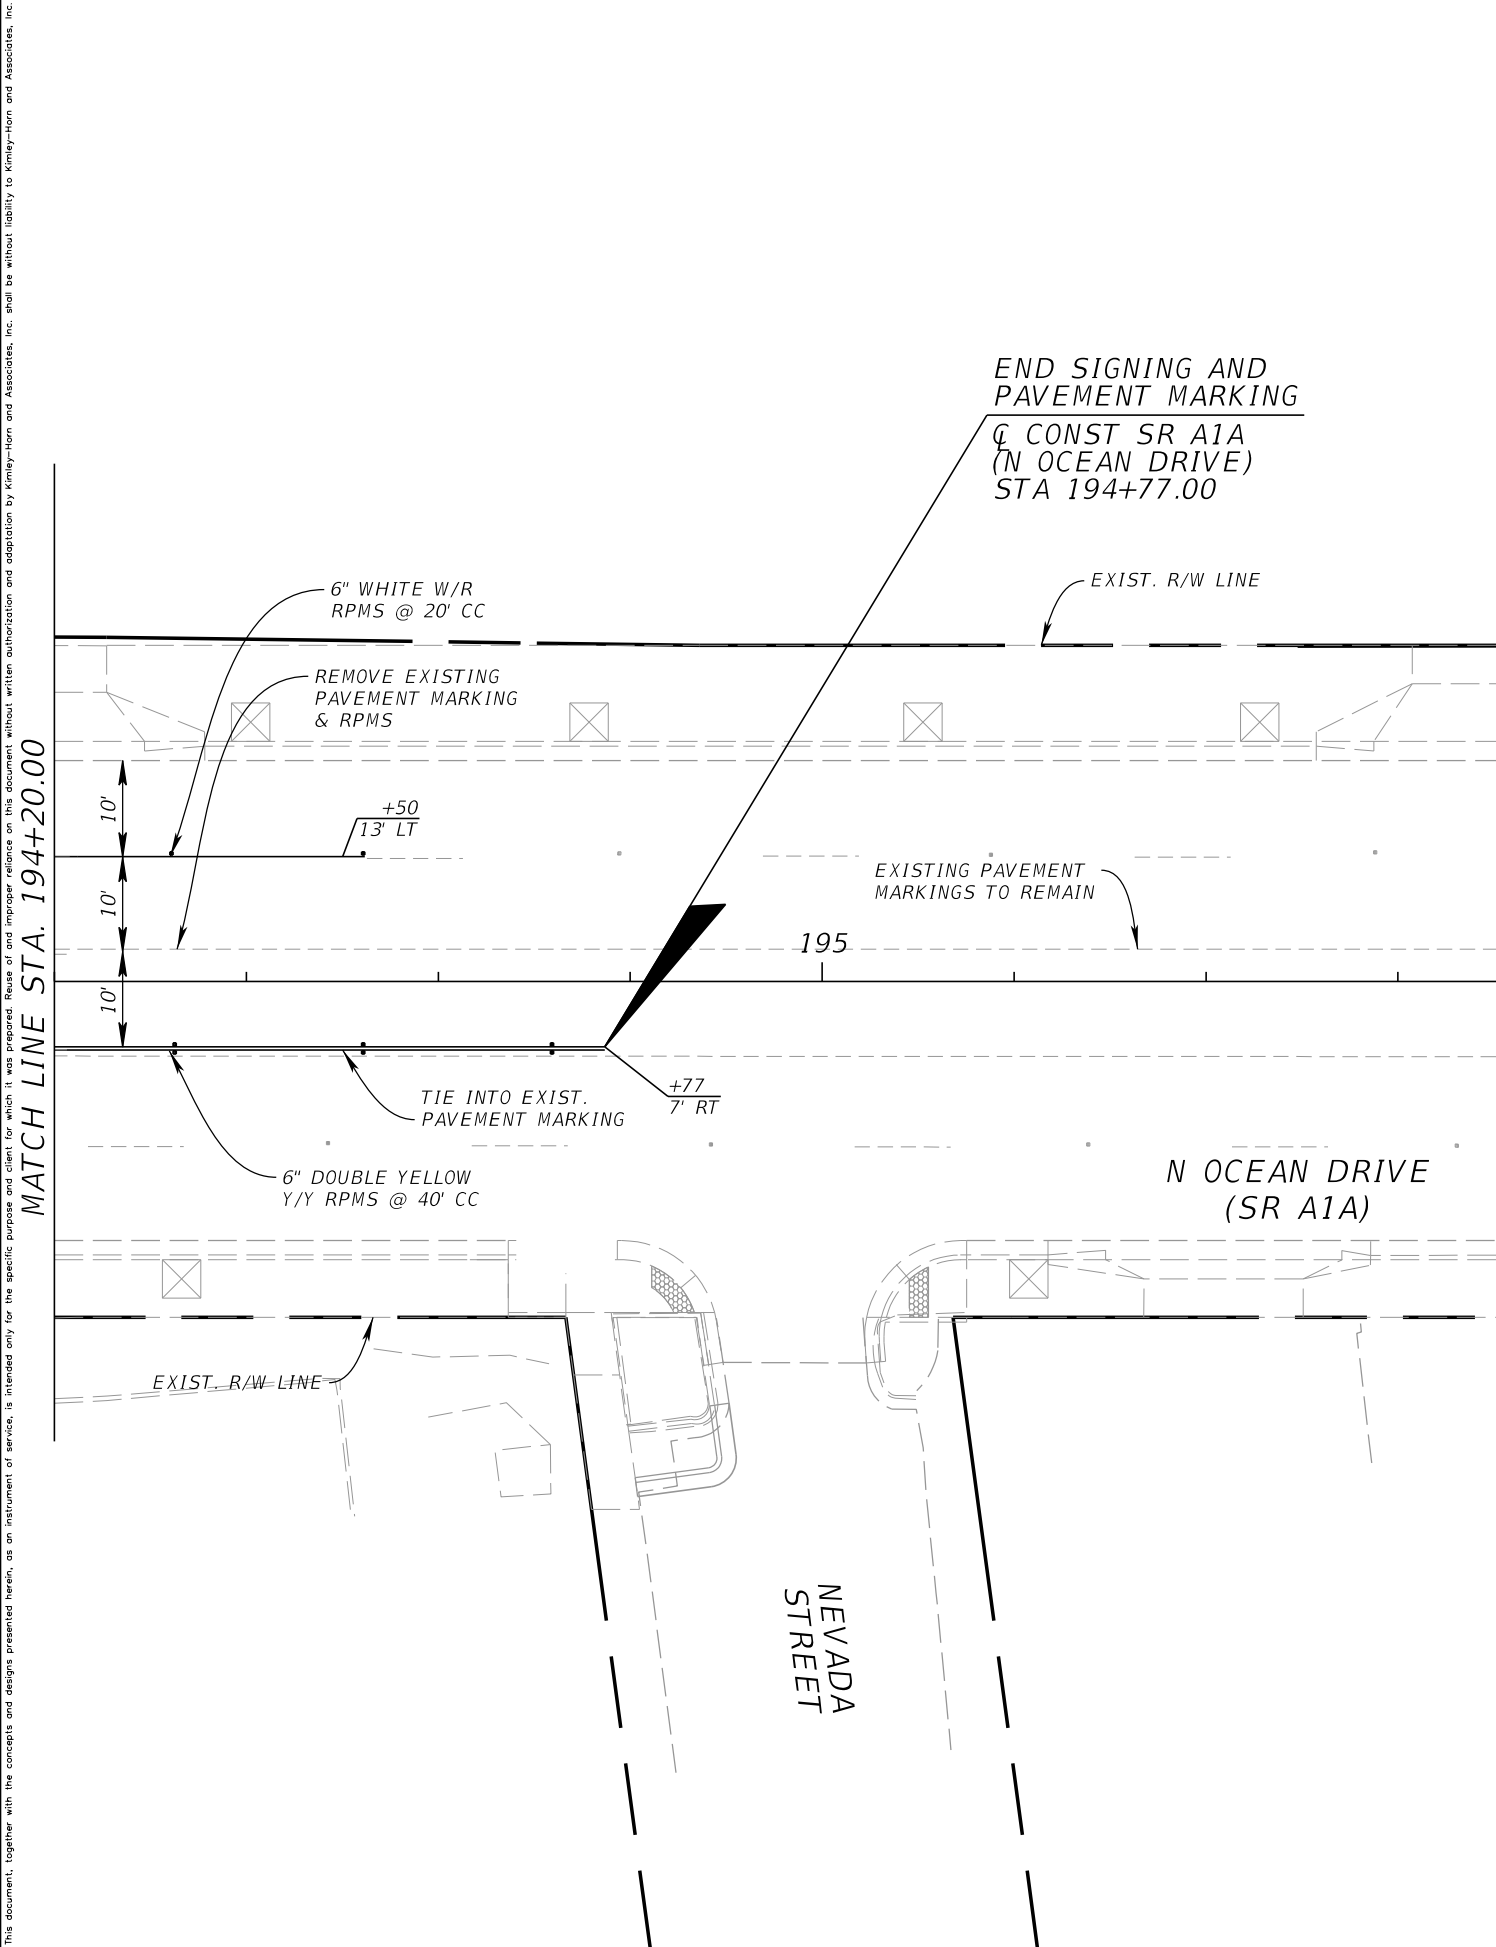 This document, together with the concepts and designs presented herein, as an instrument of service, is intended only for the specific purpose and client for which it was prepared. Reuse of and improper reliance on this document without written authorization and adaptation by Kimley-Horn and Associates, Inc. shall be without liability to Kimley-Horn and Associates, Inc.
END SIGNING AND
PAVEMENT MARKING
℄ CONST SR A1A
(N OCEAN DRIVE)
STA 194+77.00
6" WHITE W/R
RPMS @ 20' CC
EXIST. R/W LINE
REMOVE EXISTING
PAVEMENT MARKING
& RPMS
MATCH LINE STA. 194+20.00
10'
+50
13' LT
EXISTING PAVEMENT
MARKINGS TO REMAIN
10'
195
10'
+77
7' RT
TIE INTO EXIST.
PAVEMENT MARKING
6" DOUBLE YELLOW
Y/Y RPMS @ 40' CC
N OCEAN DRIVE
(SR A1A)
EXIST. R/W LINE
NEVADA
STREET